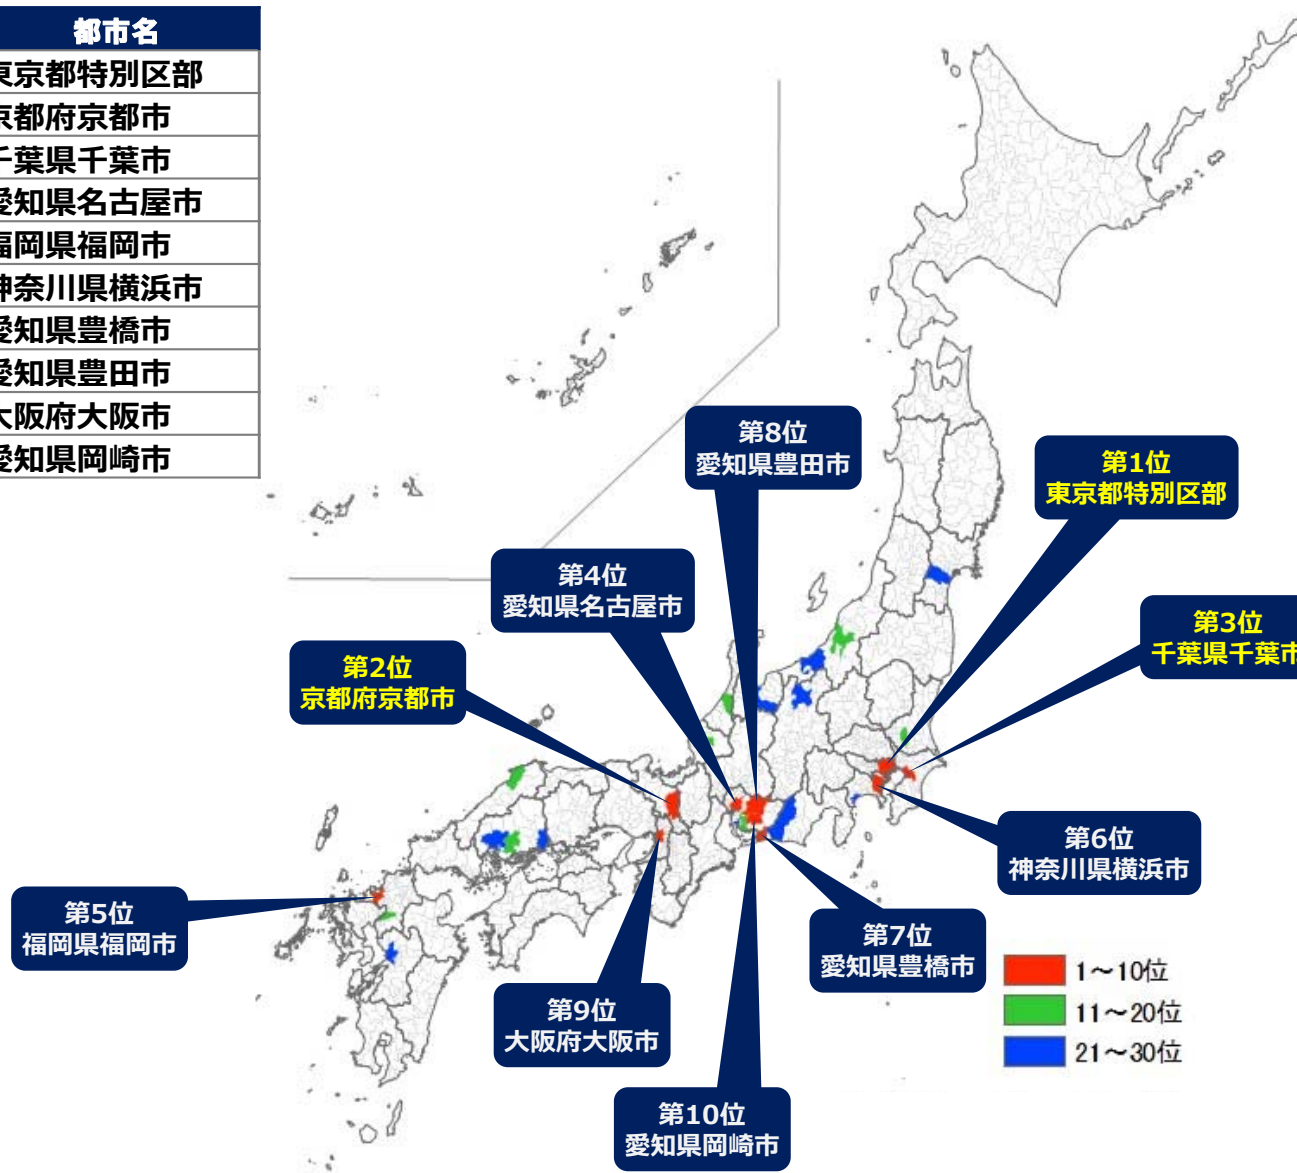 都市名
東京都特別区部
京都府京都市
千葉県千葉市
愛知県名古屋市
福岡県福岡市
神奈川県横浜市
愛知県豊橋市
愛知県豊田市
大阪府大阪市
愛知県岡崎市
第8位
愛知県豊田市
第1位
東京都特別区部
第4位
愛知県名古屋市
第3位
千葉県千葉市
第2位
京都府京都市
第6位
神奈川県横浜市
第5位
福岡県福岡市
第7位
愛知県豊橋市
第9位
大阪府大阪市
第10位
愛知県岡崎市
1～10位
11～20位
21～30位